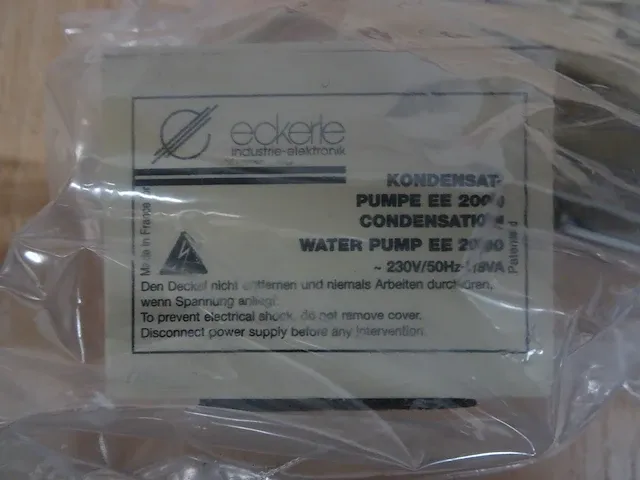 eckerle
industrie-elektronik
KONDENSAT-
PUMPE EE
WATER PUMP EE
~ 230V/50Hz
Made in France
Patented
Den Deckel nicht entfernen und niemals Arbeiten durchführen,
wenn Spannung anliegt.
To prevent electrical shock, do not remove cover.
Disconnect power supply before any intervention.